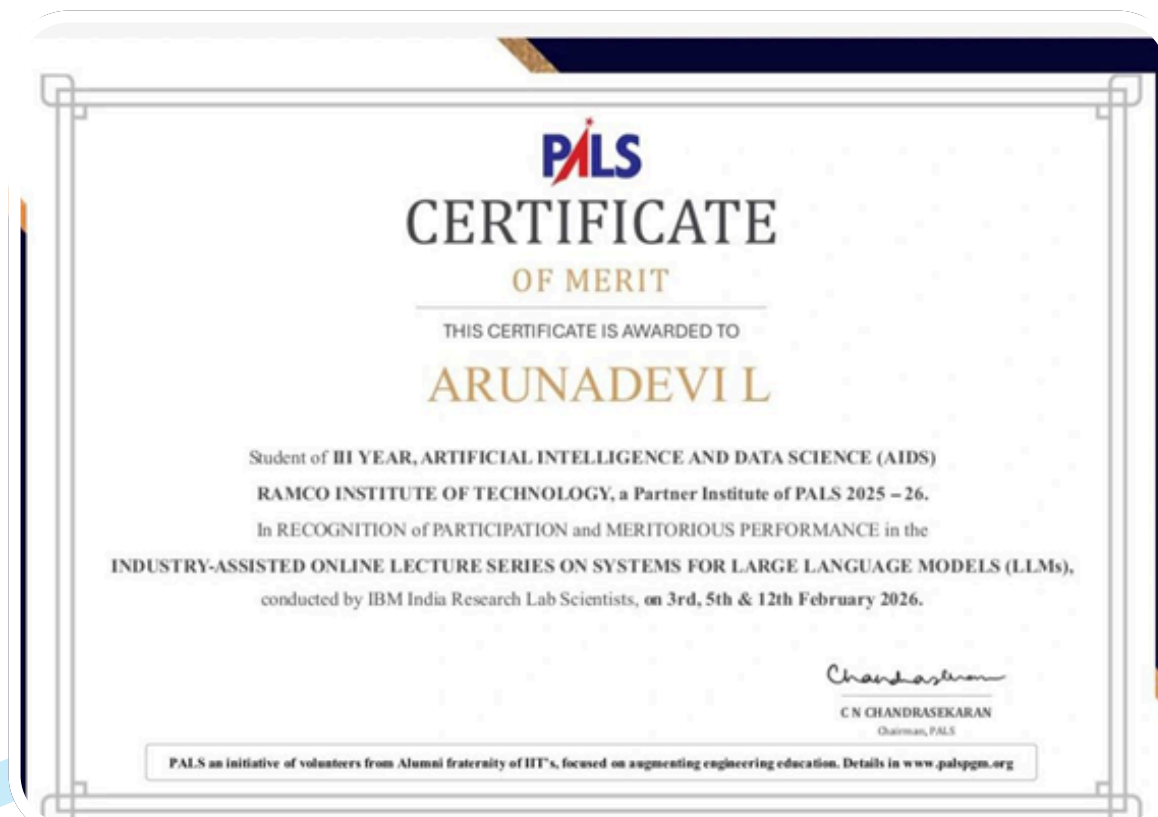 PALS
CERTIFICATE
OF MERIT
THIS CERTIFICATE IS AWARDED TO
ARUNADEVI L
Student of III YEAR, ARTIFICIAL INTELLIGENCE AND DATA SCIENCE (AIDS)
RAMCO INSTITUTE OF TECHNOLOGY, a Partner Institute of PALS 2025 – 26.
In RECOGNITION of PARTICIPATION and MERITORIOUS PERFORMANCE in the
INDUSTRY-ASSISTED ONLINE LECTURE SERIES ON SYSTEMS FOR LARGE LANGUAGE MODELS (LLMs),
conducted by IBM India Research Lab Scientists, on 3rd, 5th & 12th February 2026.
Chandrasekaran
C N CHANDRASEKARAN
Chairman, PALS
PALS an initiative of volunteers from Alumni fraternity of IIT's, focused on augmenting engineering education. Details in www.palspgm.org